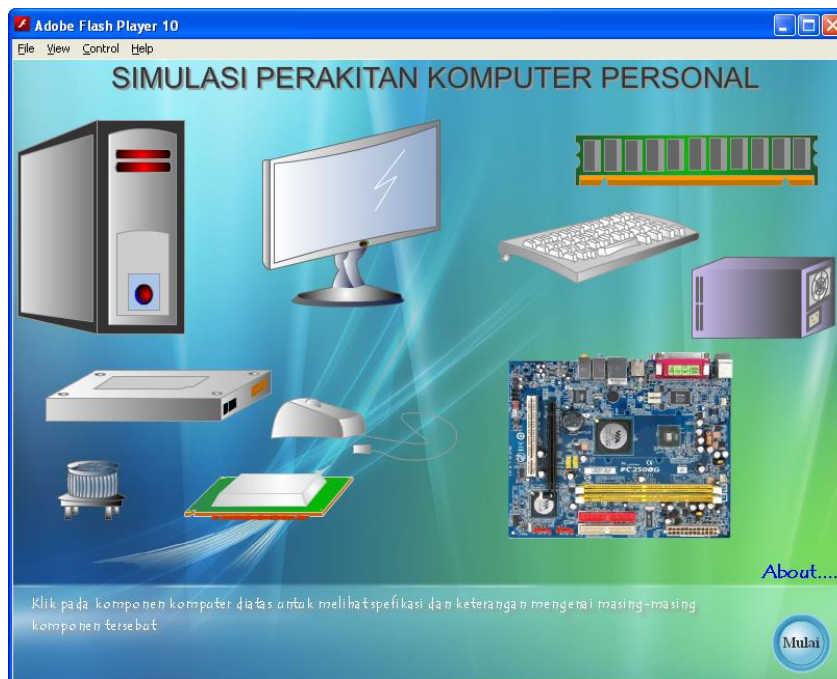 Adobe Flash Player 10
File View Control Help
SIMULASI PERAKITAN KOMPUTER PERSONAL
PC3500G
About....
Klik pada komponen komputer diatas untuk melihat spefikasi dan keterangan mengenai masing-masing
komponen tersebut
Mulai